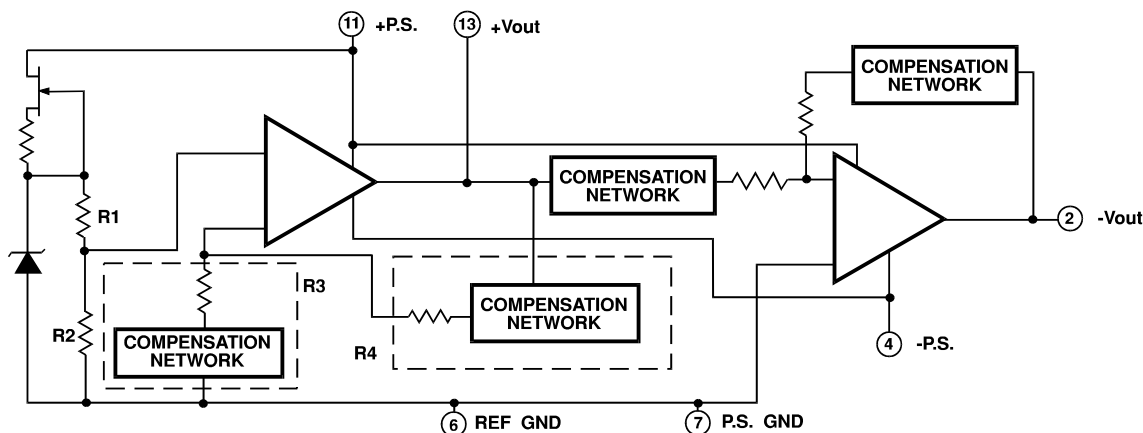 11 +P.S.
13 +Vout
COMPENSATION
NETWORK
COMPENSATION
NETWORK
R1
2 -Vout
R3
COMPENSATION
NETWORK
R2
COMPENSATION
NETWORK
R4
4 -P.S.
6 REF GND
7 P.S. GND